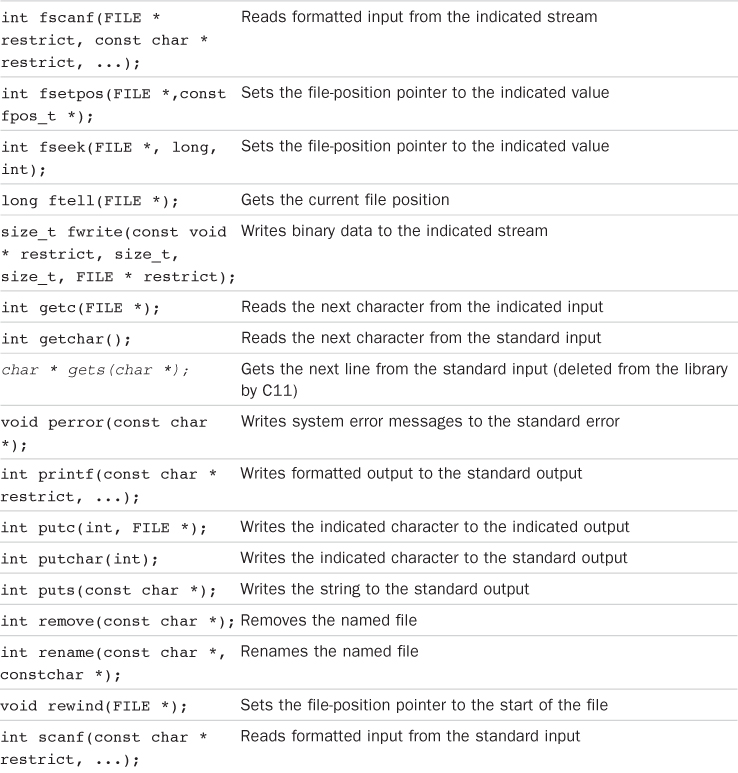 int fscanf(FILE * Reads formatted input from the indicated stream
restrict, const char *
restrict, ...);
int fsetpos(FILE *,const Sets the file-position pointer to the indicated value
fpos_t *);
int fseek(FILE *, long, Sets the file-position pointer to the indicated value
int);
long ftell(FILE *); Gets the current file position
size_t fwrite(const void Writes binary data to the indicated stream
* restrict, size_t,
size_t, FILE * restrict);
int getc(FILE *); Reads the next character from the indicated input
int getchar(); Reads the next character from the standard input
char * gets(char *); Gets the next line from the standard input (deleted from the library
by C11)
void perror(const char Writes system error messages to the standard error
*);
int printf(const char * Writes formatted output to the standard output
restrict, ...);
int putc(int, FILE *); Writes the indicated character to the indicated output
int putchar(int); Writes the indicated character to the standard output
int puts(const char *); Writes the string to the standard output
int remove(const char *); Removes the named file
int rename(const char *, Renames the named file
constchar *);
void rewind(FILE *); Sets the file-position pointer to the start of the file
int scanf(const char * Reads formatted input from the standard input
restrict, ...);